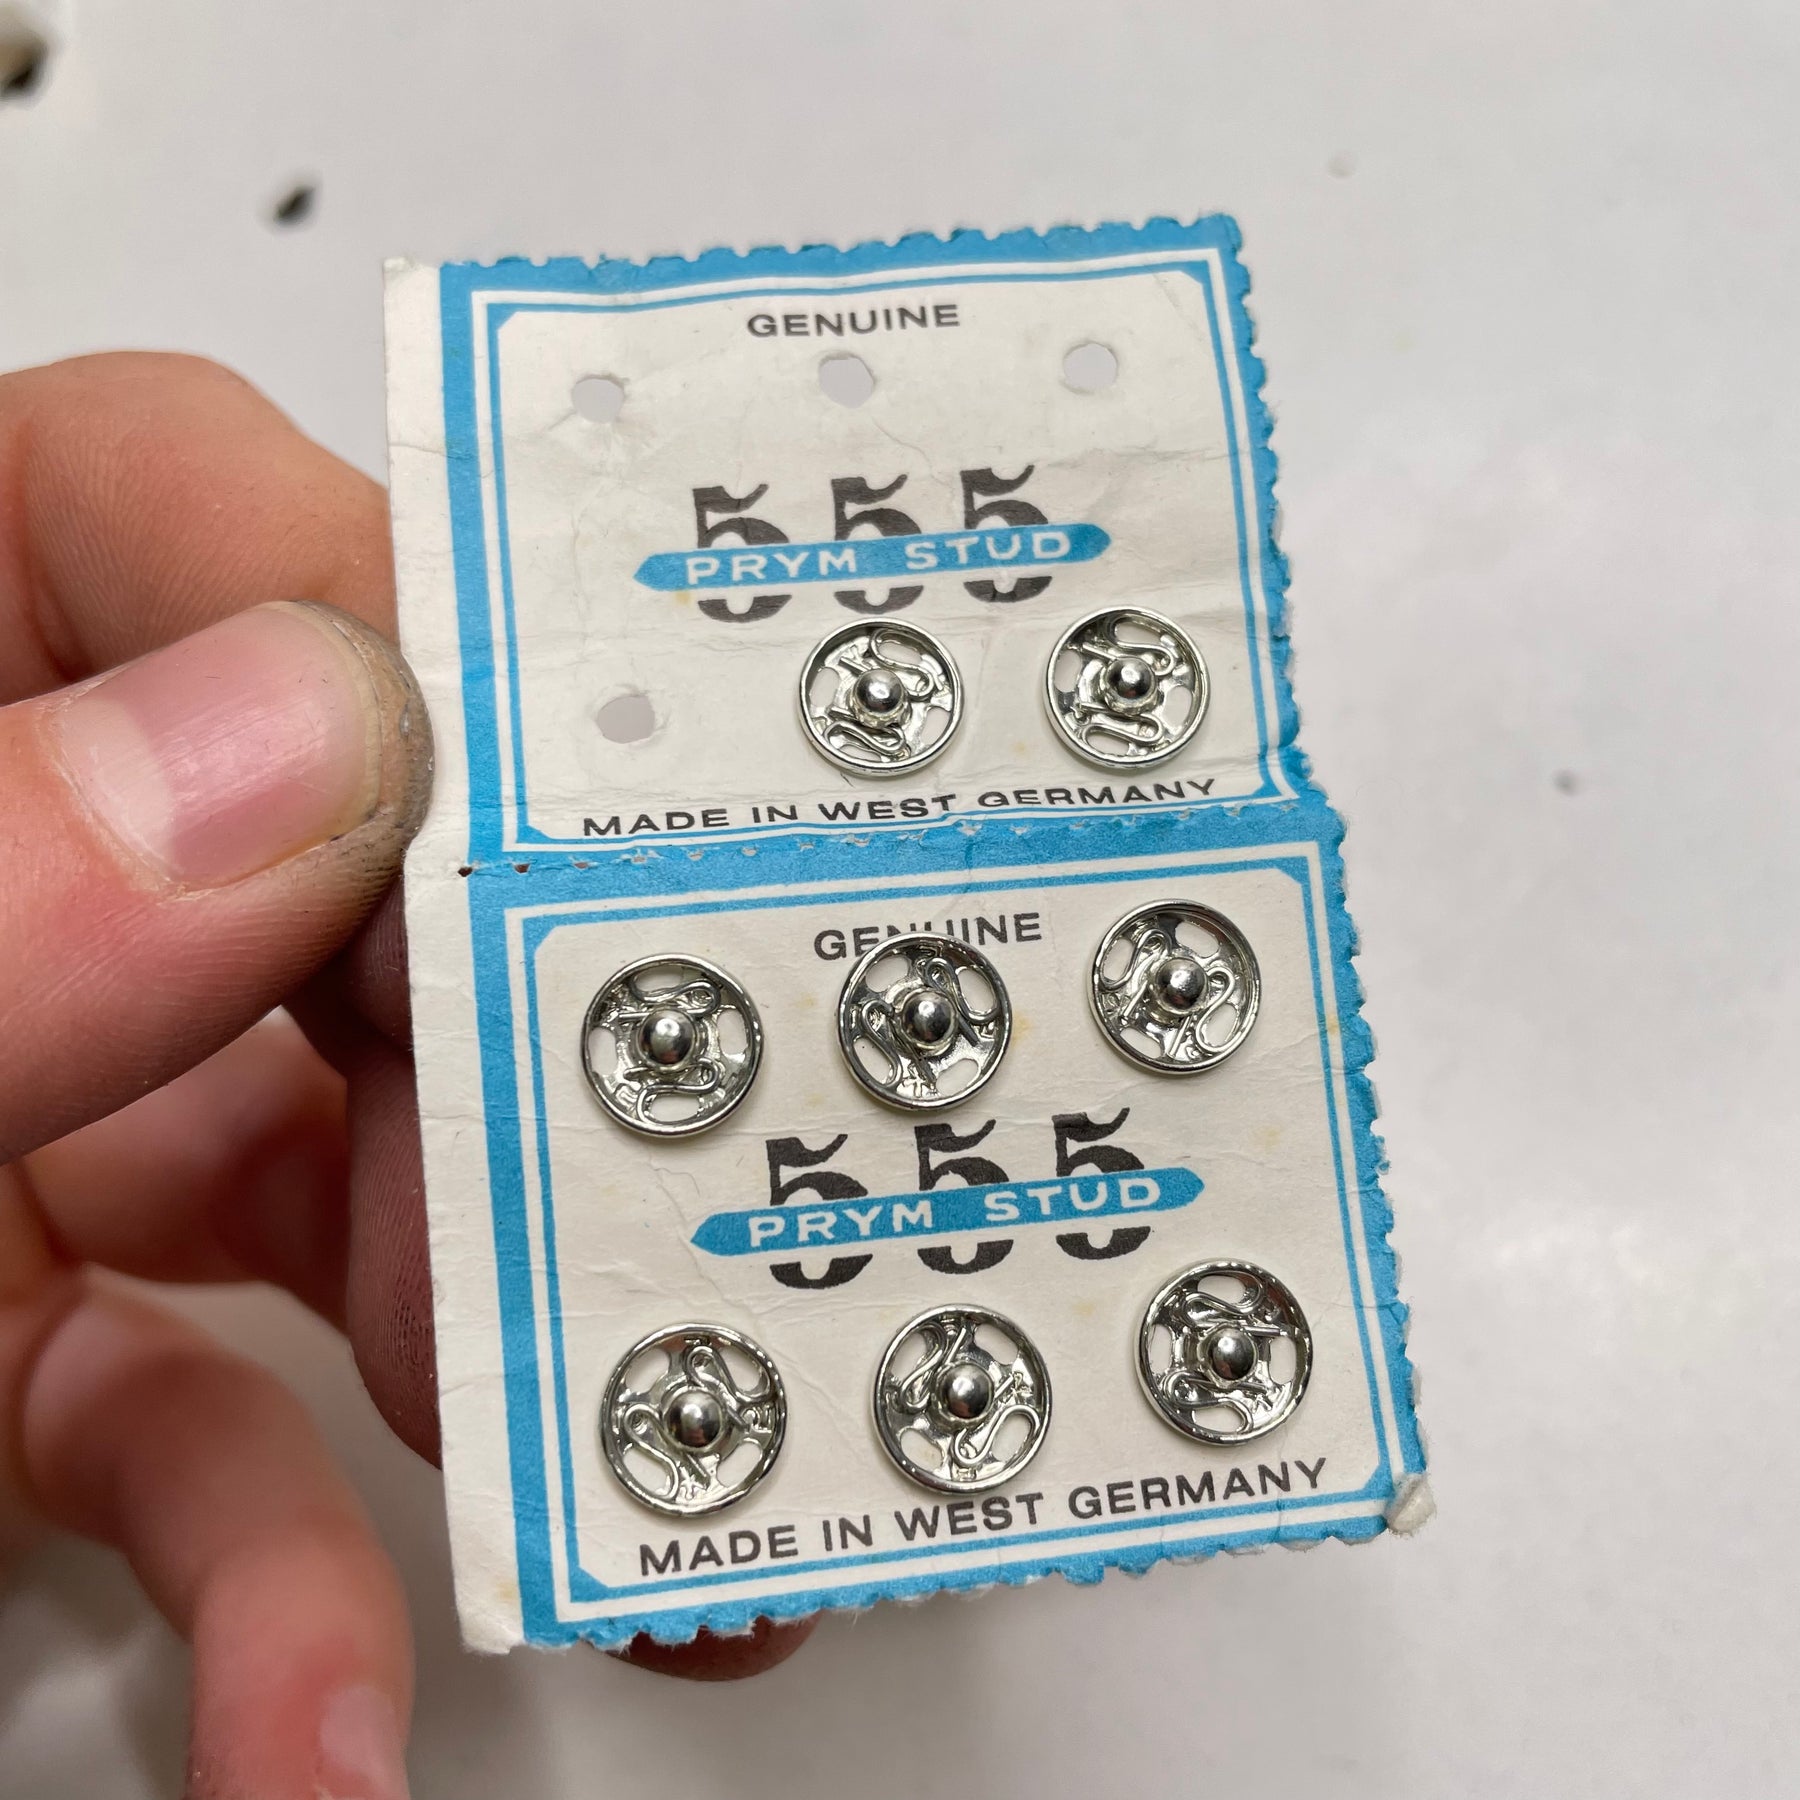 GENUINE
555
PRYM STUD
MADE IN WEST GERMANY
GENUINE
555
PRYM STUD
MADE IN WEST GERMANY